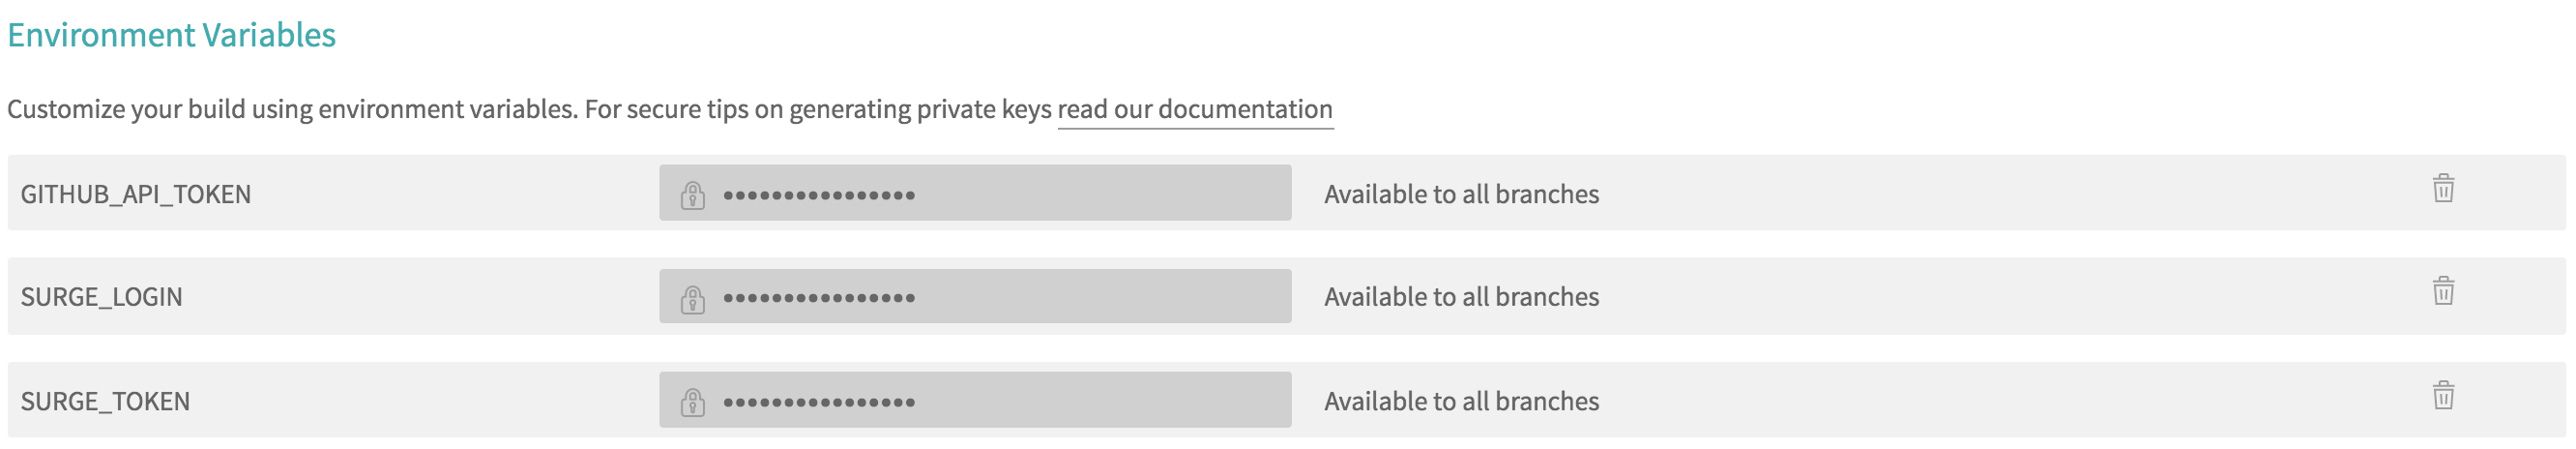 Environment Variables
Customize your build using environment variables. For secure tips on generating private keys read our documentation
GITHUB_API_TOKEN •••••••••••••••• Available to all branches
SURGE_LOGIN •••••••••••••••• Available to all branches
SURGE_TOKEN •••••••••••••••• Available to all branches